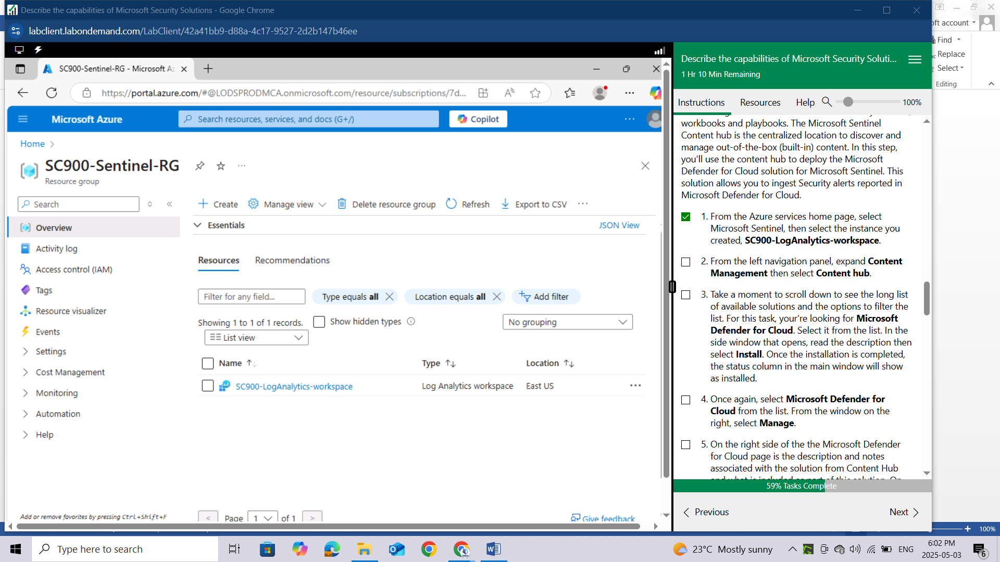 Describe the capabilities of Microsoft Security Solutions - Google Chrome
labclient.labondemand.com/LabClient/42a41bb9-d88a-4c17-9527-2d2b147b46ee
SC900-Sentinel-RG - Microsoft Az
https://portal.azure.com/#@LODSPRODMCA.onmicrosoft.com/resource/subscriptions/7d...
Microsoft Azure
Search resources, services, and docs (G+/)
Copilot
Home
SC900-Sentinel-RG
Resource group
Search
Create
Manage view
Delete resource group
Refresh
Export to CSV
Overview
Activity log
Access control (IAM)
Tags
Resource visualizer
Events
Settings
Cost Management
Monitoring
Automation
Help
Essentials
JSON View
Resources
Recommendations
Filter for any field...
Type equals all
Location equals all
Add filter
Showing 1 to 1 of 1 records.
Show hidden types
No grouping
List view
Name
Type
Location
SC900-LogAnalytics-workspace
Log Analytics workspace
East US
Add or remove favorites by pressing Ctrl+Shift+F
< Page 1 of 1 >
Give feedback
Describe the capabilities of Microsoft Security Soluti...
1 Hr 10 Min Remaining
Instructions
Resources
Help
100%
workbooks and playbooks. The Microsoft Sentinel
Content hub is the centralized location to discover and
manage out-of-the-box (built-in) content. In this step,
you'll use the content hub to deploy the Microsoft
Defender for Cloud solution for Microsoft Sentinel. This
solution allows you to ingest Security alerts reported in
Microsoft Defender for Cloud.
1. From the Azure services home page, select
Microsoft Sentinel, then select the instance you
created, SC900-LogAnalytics-workspace.
2. From the left navigation panel, expand Content
Management then select Content hub.
3. Take a moment to scroll down to see the long list
of available solutions and the options to filter the
list. For this task, your're looking for Microsoft
Defender for Cloud. Select it from the list. In the
side window that opens, read the description then
select Install. Once the installation is completed,
the status column in the main window will show
as installed.
4. Once again, select Microsoft Defender for
Cloud from the list. From the window on the
right, select Manage.
5. On the right side of the the Microsoft Defender
for Cloud page is the description and notes
associated with the solution from Content Hub
and what is included as part of this solution. On
59% Tasks Complete
Previous
Next
oft account
Find
Replace
Select
Editing
100%
Type here to search
23°C Mostly sunny
ENG
6:02 PM
2025-05-03
6